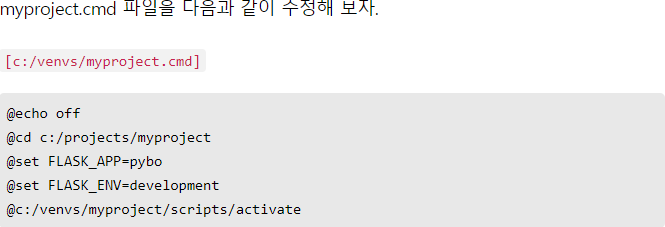 myproject.cmd 파일을 다음과 같이 수정해 보자.
[c:/venvs/myproject.cmd]
@echo off
@cd c:/projects/myproject
@set FLASK_APP=pybo
@set FLASK_ENV=development
@c:/venvs/myproject/scripts/activate